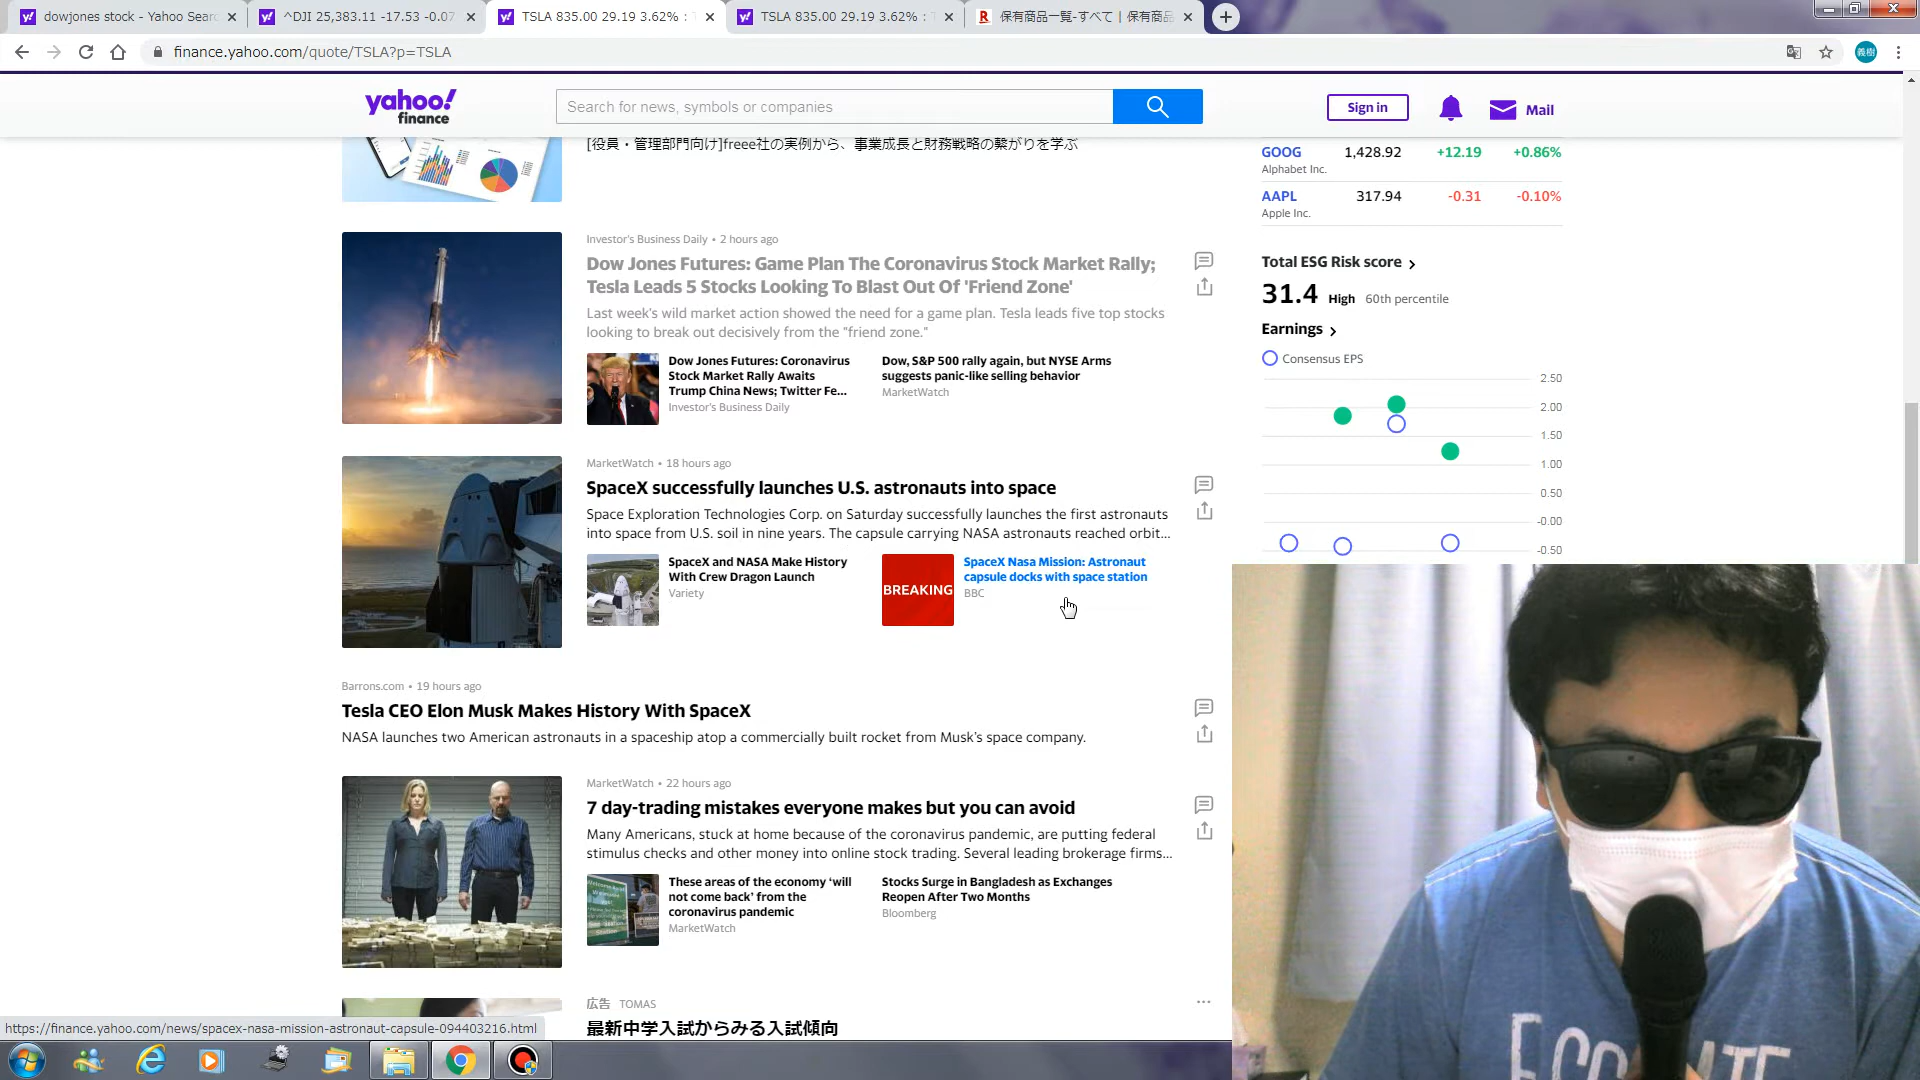 dowjones stock - Yahoo Sear
^DJI 25,383.11 -17.53 -0.07
TSLA 835.00 29.19 3.62% :
TSLA 835.00 29.19 3.62% :
R 保有商品一覧-すべて | 保有商品
finance.yahoo.com/quote/TSLA?p=TSLA
義樹
yahoo!
finance
Search for news, symbols or companies
Sign in
Mail
[役員・管理部門向け]freee社の実例から、事業成長と財務戦略の繋がりを学ぶ
Investor's Business Daily • 2 hours ago
Dow Jones Futures: Game Plan The Coronavirus Stock Market Rally;
Tesla Leads 5 Stocks Looking To Blast Out Of 'Friend Zone'
Last week's wild market action showed the need for a game plan. Tesla leads five top stocks
looking to break out decisively from the "friend zone."
Dow Jones Futures: Coronavirus
Stock Market Rally Awaits
Trump China News; Twitter Fe...
Investor's Business Daily
Dow, S&P 500 rally again, but NYSE Arms
suggests panic-like selling behavior
MarketWatch
MarketWatch • 18 hours ago
SpaceX successfully launches U.S. astronauts into space
Space Exploration Technologies Corp. on Saturday successfully launches the first astronauts
into space from U.S. soil in nine years. The capsule carrying NASA astronauts reached orbit...
SpaceX and NASA Make History
With Crew Dragon Launch
Variety
BREAKING
SpaceX Nasa Mission: Astronaut
capsule docks with space station
BBC
Barrons.com • 19 hours ago
Tesla CEO Elon Musk Makes History With SpaceX
NASA launches two American astronauts in a spaceship atop a commercially built rocket from Musk's space company.
MarketWatch • 22 hours ago
7 day-trading mistakes everyone makes but you can avoid
Many Americans, stuck at home because of the coronavirus pandemic, are putting federal
stimulus checks and other money into online stock trading. Several leading brokerage firms...
These areas of the economy ‘will
not come back’ from the
coronavirus pandemic
MarketWatch
Stocks Surge in Bangladesh as Exchanges
Reopen After Two Months
Bloomberg
広告 TOMAS
最新中学入試からみる入試傾向
https://finance.yahoo.com/news/spacex-nasa-mission-astronaut-capsule-094403216.html
GOOG 1,428.92 +12.19 +0.86%
Alphabet Inc.
AAPL 317.94 -0.31 -0.10%
Apple Inc.
Total ESG Risk score
31.4 High 60th percentile
Earnings
Consensus EPS
2.50
2.00
1.50
1.00
0.50
-0.00
-0.50